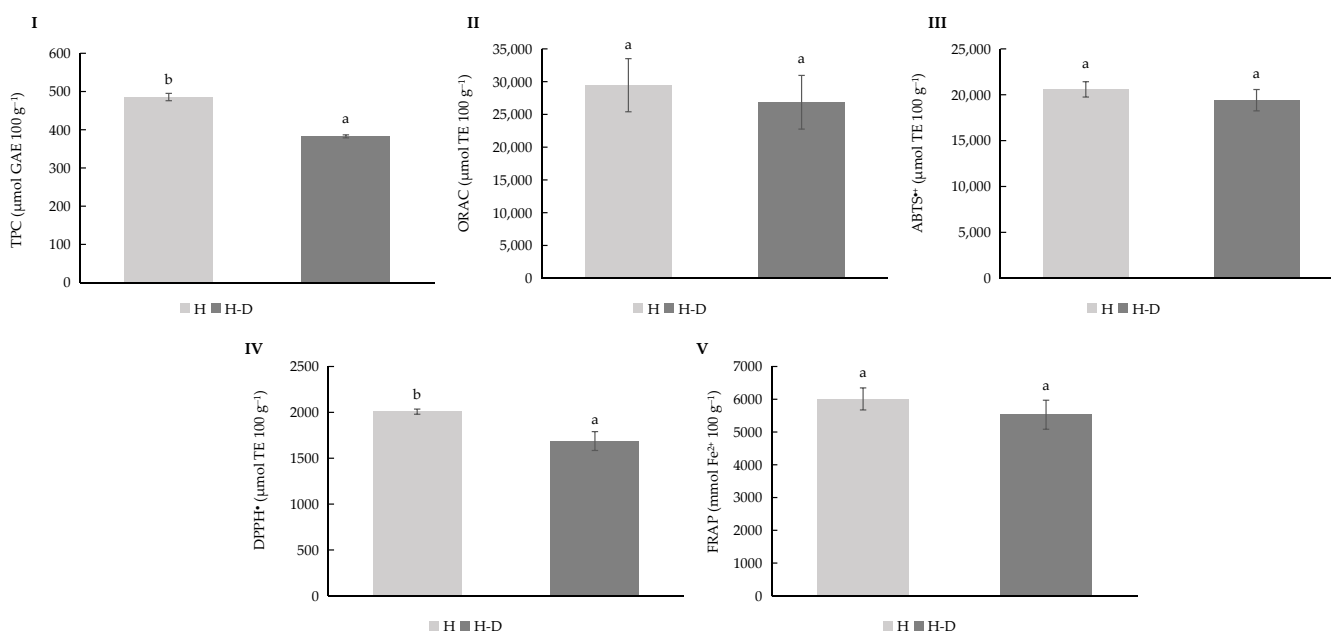 I
TPC (μmol GAE 100 g⁻¹)
600
500
400
300
200
100
0
b
a
H H-D
II
ORAC (μmol TE 100 g⁻¹)
35,000
30,000
25,000
20,000
15,000
10,000
5,000
0
a
a
H H-D
III
ABTS•⁺ (μmol TE 100 g⁻¹)
25,000
20,000
15,000
10,000
5,000
0
a
a
H H-D
IV
DPPH• (μmol TE 100 g⁻¹)
2500
2000
1500
1000
500
0
b
a
H H-D
V
FRAP (mmol Fe²⁺ 100 g⁻¹)
7000
6000
5000
4000
3000
2000
1000
0
a
a
H H-D